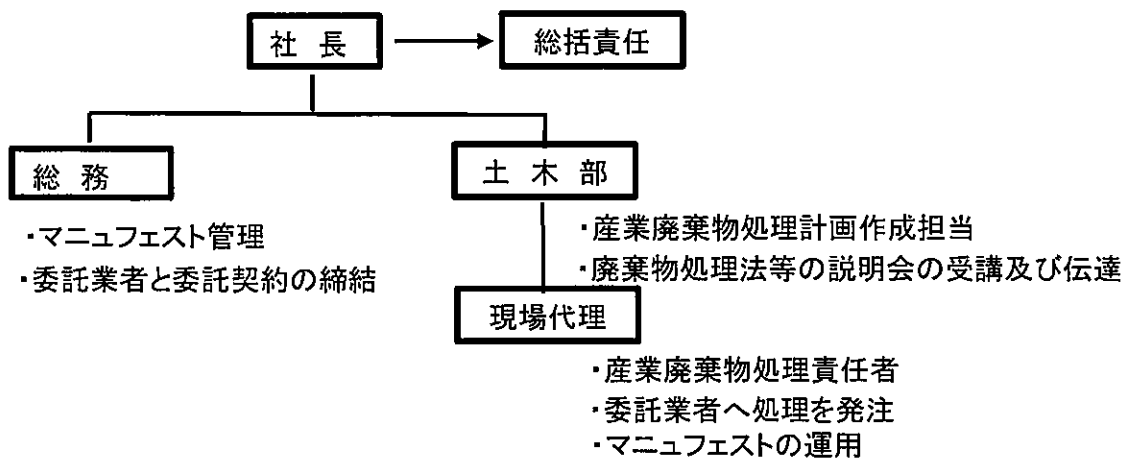 社 長
総括責任
総 務
土 木 部
・マニュフェスト管理
・委託業者と委託契約の締結
・産業廃棄物処理計画作成担当
・廃棄物処理法等の説明会の受講及び伝達
現場代理
・産業廃棄物処理責任者
・委託業者へ処理を発注
・マニュフェストの運用